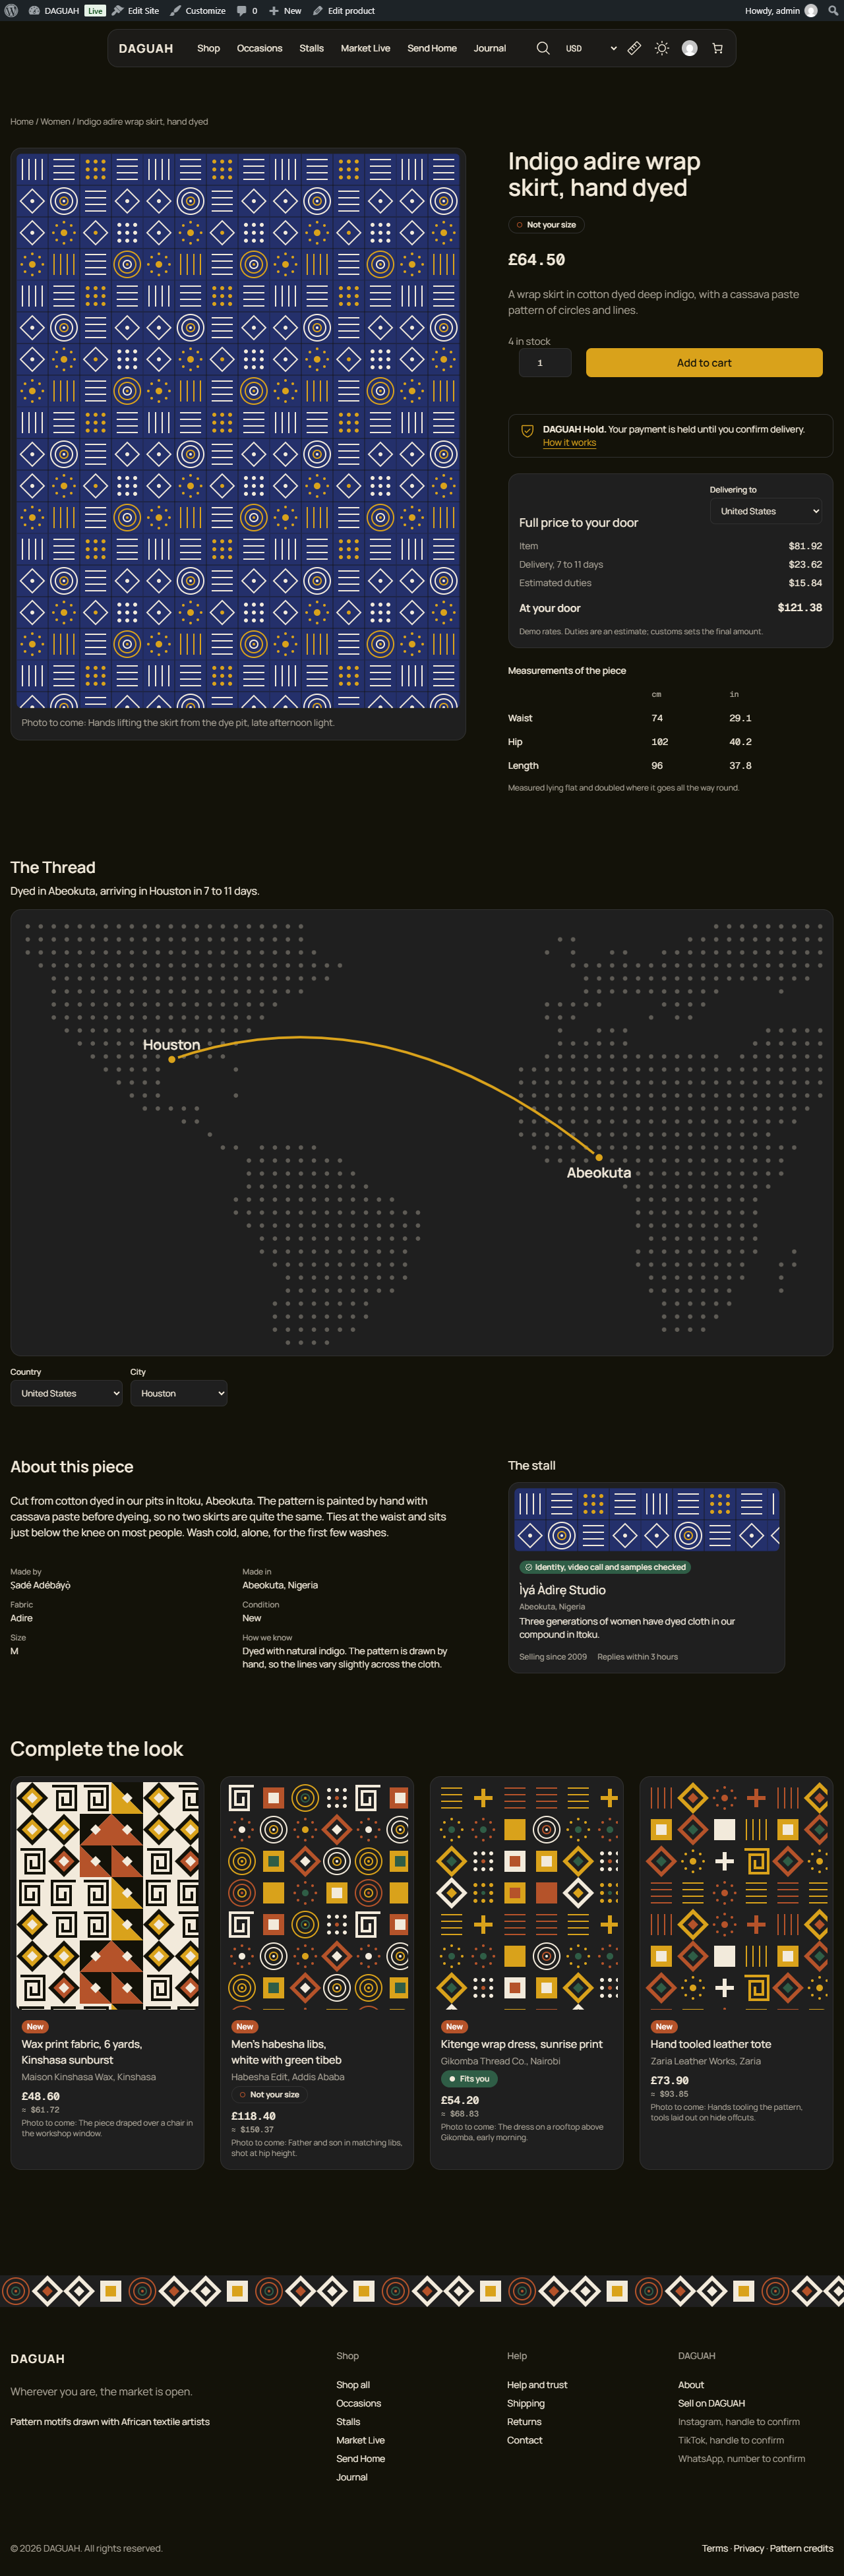 DAGUAH Live Edit Site Customize 0 New Edit product Howdy, admin
DAGUAH Shop Occasions Stalls Market Live Send Home Journal USD
Home / Women / Indigo adire wrap skirt, hand dyed
Photo to come: Hands lifting the skirt from the dye pit, late afternoon light.
Indigo adire wrap
skirt, hand dyed
Not your size
£64.50
A wrap skirt in cotton dyed deep indigo, with a cassava paste
pattern of circles and lines.
4 in stock
1 Add to cart
DAGUAH Hold. Your payment is held until you confirm delivery.
How it works
Delivering to
Full price to your door United States
Item $81.92
Delivery, 7 to 11 days $23.62
Estimated duties $15.84
At your door $121.38
Demo rates. Duties are an estimate; customs sets the final amount.
Measurements of the piece
cm in
Waist 74 29.1
Hip 102 40.2
Length 96 37.8
Measured lying flat and doubled where it goes all the way round.
The Thread
Dyed in Abeokuta, arriving in Houston in 7 to 11 days.
Houston
Abeokuta
Country City
United States Houston
About this piece
Cut from cotton dyed in our pits in Itoku, Abeokuta. The pattern is painted by hand with
cassava paste before dyeing, so no two skirts are quite the same. Ties at the waist and sits
just below the knee on most people. Wash cold, alone, for the first few washes.
Made by Made in
Ṣadé Adébáyọ̀ Abeokuta, Nigeria
Fabric Condition
Adire New
Size How we know
M Dyed with natural indigo. The pattern is drawn by
hand, so the lines vary slightly across the cloth.
The stall
Identity, video call and samples checked
Ìyá Àdìrẹ Studio
Abeokuta, Nigeria
Three generations of women have dyed cloth in our
compound in Itoku.
Selling since 2009 Replies within 3 hours
Complete the look
New
Wax print fabric, 6 yards,
Kinshasa sunburst
Maison Kinshasa Wax, Kinshasa
£48.60
≈ $61.72
Photo to come: The piece draped over a chair in
the workshop window.
New
Men's habesha libs,
white with green tibeb
Habesha Edit, Addis Ababa
Not your size
£118.40
≈ $150.37
Photo to come: Father and son in matching libs,
shot at hip height.
New
Kitenge wrap dress, sunrise print
Gikomba Thread Co., Nairobi
Fits you
£54.20
≈ $68.83
Photo to come: The dress on a rooftop above
Gikomba, early morning.
New
Hand tooled leather tote
Zaria Leather Works, Zaria
£73.90
≈ $93.85
Photo to come: Hands tooling the pattern,
tools laid out on hide offcuts.
DAGUAH
Wherever you are, the market is open.
Pattern motifs drawn with African textile artists
Shop
Shop all
Occasions
Stalls
Market Live
Send Home
Journal
Help
Help and trust
Shipping
Returns
Contact
DAGUAH
About
Sell on DAGUAH
Instagram, handle to confirm
TikTok, handle to confirm
WhatsApp, number to confirm
© 2026 DAGUAH. All rights reserved.
Terms · Privacy · Pattern credits